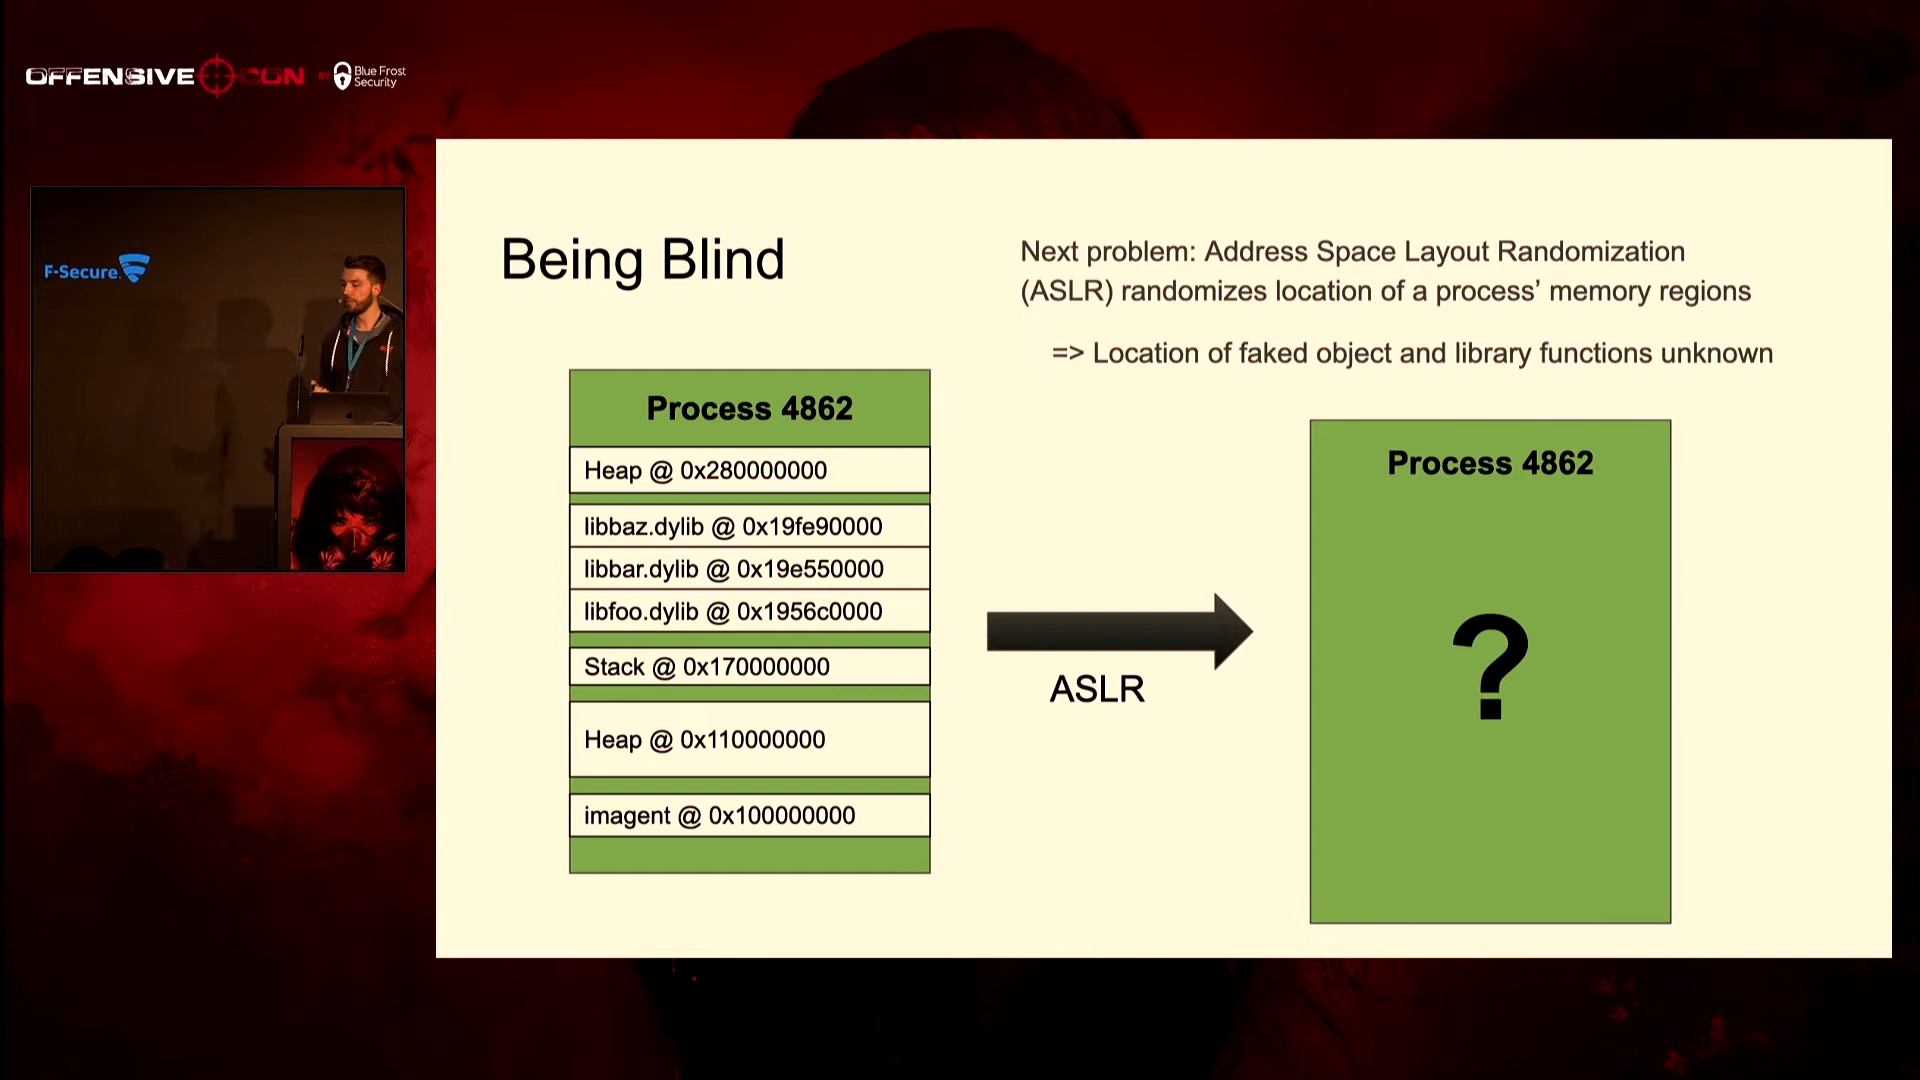 OFFENSIVE CON BY Blue Frost
Security
F-Secure.
Being Blind
Next problem: Address Space Layout Randomization
(ASLR) randomizes location of a process’ memory regions
=> Location of faked object and library functions unknown
Process 4862
Heap @ 0x280000000
libbaz.dylib @ 0x19fe90000
libbar.dylib @ 0x19e550000
libfoo.dylib @ 0x1956c0000
Stack @ 0x170000000
Heap @ 0x110000000
imagent @ 0x100000000
ASLR
Process 4862
?